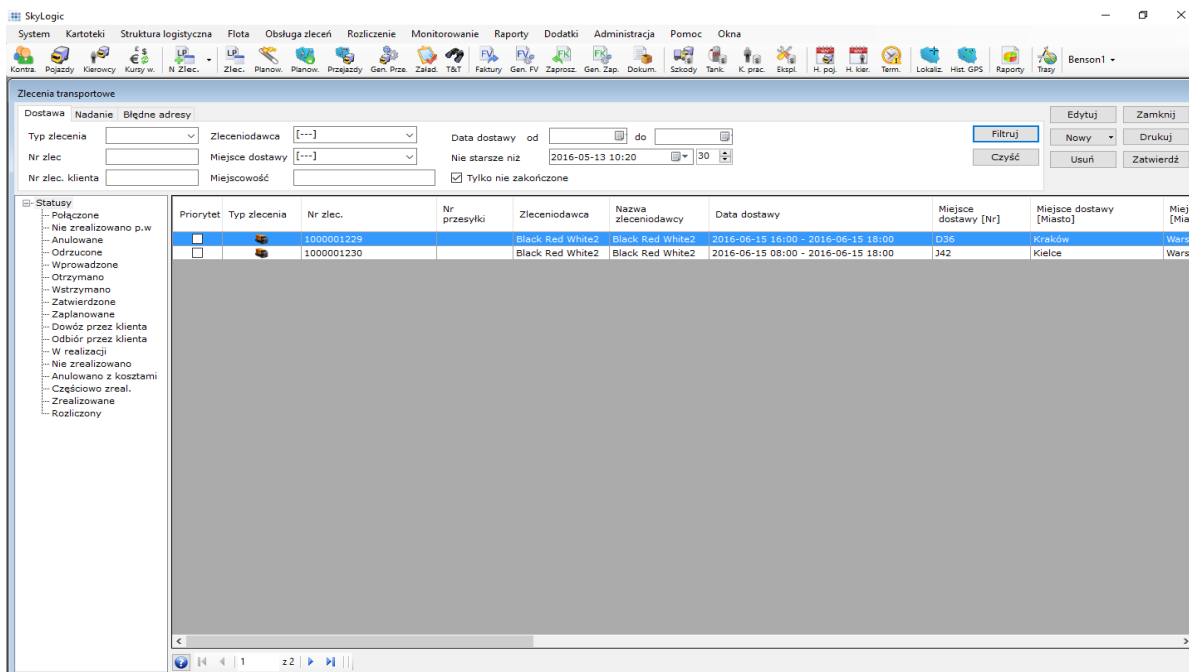 SkyLogic
System Kartoteki Struktura logistyczna Flota Obsługa zleceń Rozliczenie Monitorowanie Raporty Dodatki Administracja Pomoc Okna
Kontra. Pojazdy Kierowcy Kursy w. N Zlec. Zlec. Planow. Planow. Przejazdy Gen. Prze. Załad. T&T Faktury Gen. FV Zaprosz. Gen. Zap. Dokum. Szkody Tank. K. prac. Ekspl. H. poj. H. kier. Term. Lokaliz. Hist. GPS Raporty Trasy Benson1
Zlecenia transportowe
Dostawa Nadanie Błędne adresy
Edytuj Zamknij
Typ zlecenia Zleceniodawca [---] Data dostawy od do Filtruj Nowy Drukuj
Nr zlec Miejsce dostawy [---] Nie starsze niż 2016-05-13 10:20 30 Czyść Usuń Zatwierdź
Nr zlec. klienta Miejscowość Tylko nie zakończone
Statusy
Połączone
Nie zrealizowano p.w
Anulowane
Odrzucone
Wprowadzone
Otrzymano
Wstrzymano
Zatwierdzone
Zaplanowane
Dowóz przez klienta
Odbiór przez klienta
W realizacji
Nie zrealizowano
Anulowano z kosztami
Częściowo zreal.
Zrealizowane
Rozliczony
Priorytet Typ zlecenia Nr zlec. Nr przesyłki Zleceniodawca Nazwa zleceniodawcy Data dostawy Miejsce dostawy [Nr] Miejsce dostawy [Miasto] Miej [Mia
1000001229 Black Red White2 Black Red White2 2016-06-15 16:00 - 2016-06-15 18:00 D36 Kraków Wars
1000001230 Black Red White2 Black Red White2 2016-06-15 08:00 - 2016-06-15 18:00 J42 Kielce Wars
1 z 2